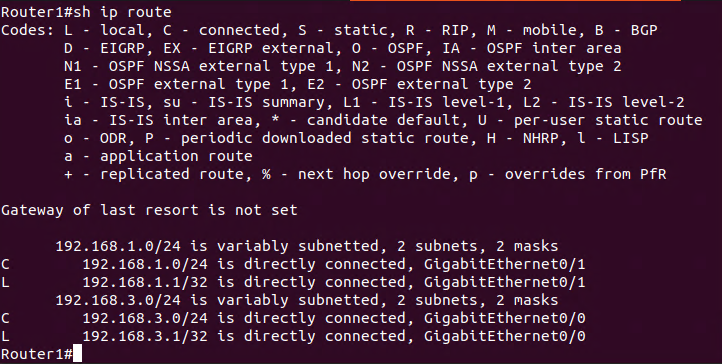 Router1#sh ip route
Codes: L - local, C - connected, S - static, R - RIP, M - mobile, B - BGP
       D - EIGRP, EX - EIGRP external, O - OSPF, IA - OSPF inter area
       N1 - OSPF NSSA external type 1, N2 - OSPF NSSA external type 2
       E1 - OSPF external type 1, E2 - OSPF external type 2
       i - IS-IS, su - IS-IS summary, L1 - IS-IS level-1, L2 - IS-IS level-2
       ia - IS-IS inter area, * - candidate default, U - per-user static route
       o - ODR, P - periodic downloaded static route, H - NHRP, l - LISP
       a - application route
       + - replicated route, % - next hop override, p - overrides from PfR

Gateway of last resort is not set

      192.168.1.0/24 is variably subnetted, 2 subnets, 2 masks
C        192.168.1.0/24 is directly connected, GigabitEthernet0/1
L        192.168.1.1/32 is directly connected, GigabitEthernet0/1
      192.168.3.0/24 is variably subnetted, 2 subnets, 2 masks
C        192.168.3.0/24 is directly connected, GigabitEthernet0/0
L        192.168.3.1/32 is directly connected, GigabitEthernet0/0
Router1#